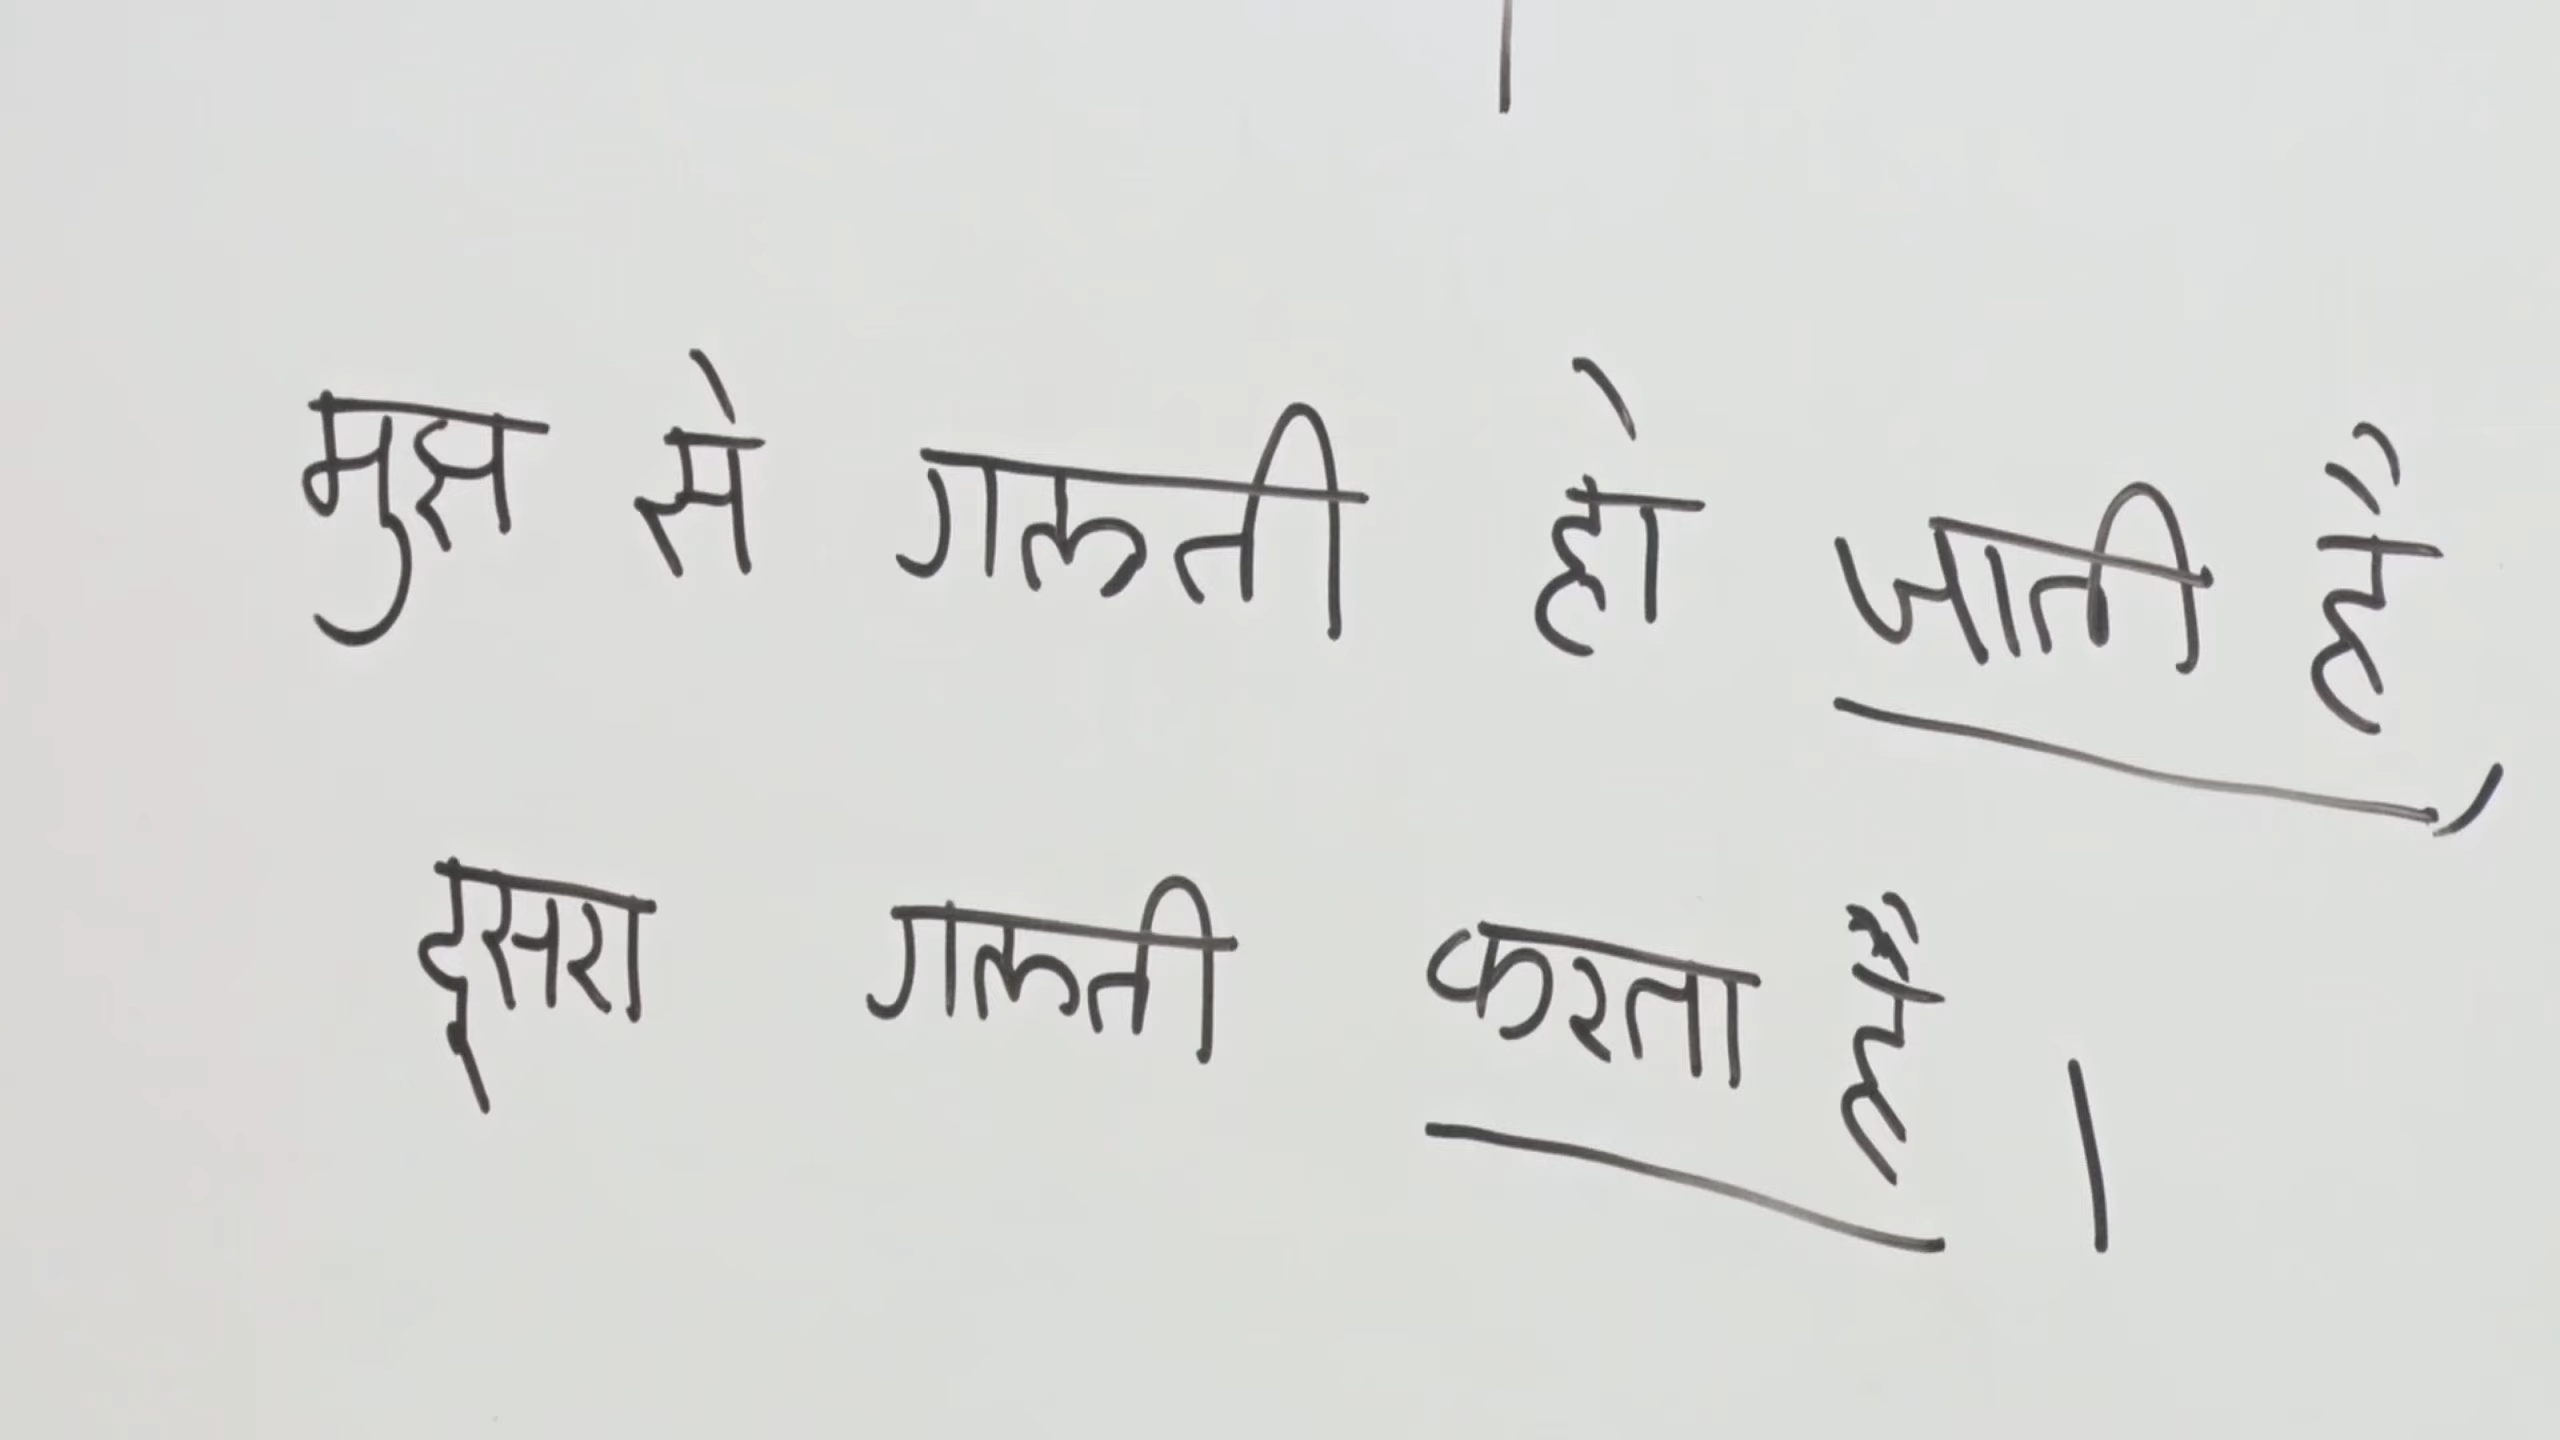 मुझ से गलती हो जाती है,
दूसरा गलती करता है ।